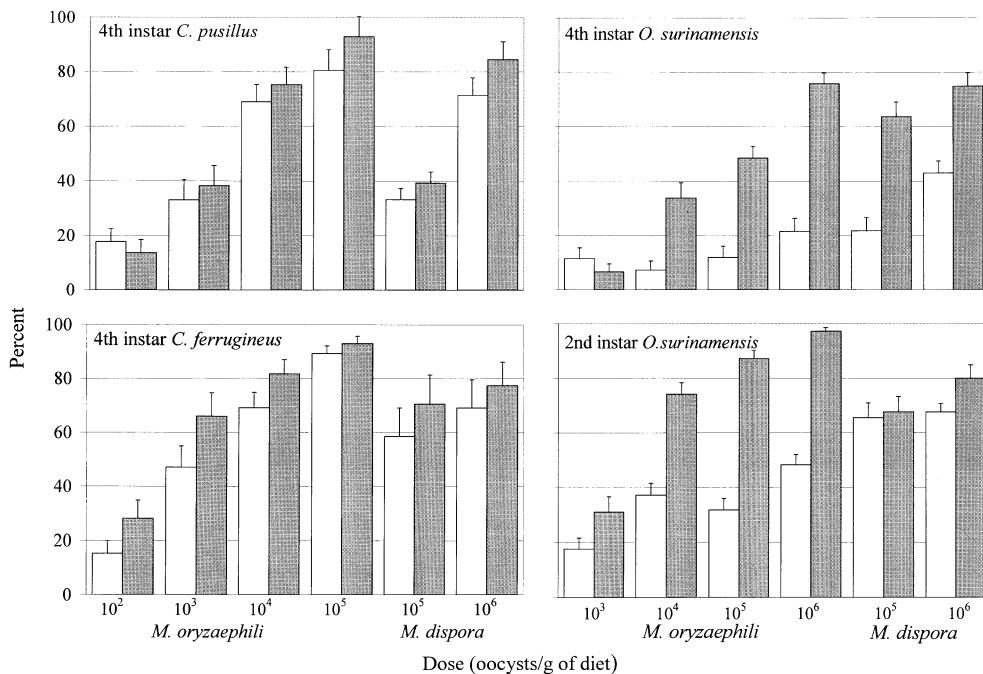 4th instar C. pusillus
100
80
60
40
20
0
4th instar O. surinamensis
Percent
4th instar C. ferrugineus
100
80
60
40
20
0
10² 10³ 10⁴ 10⁵ 10⁵ 10⁶
M. oryzaephili M. dispora
2nd instar O.surinamensis
10³ 10⁴ 10⁵ 10⁶ 10⁵ 10⁶
M. oryzaephili M. dispora
Dose (oocysts/g of diet)